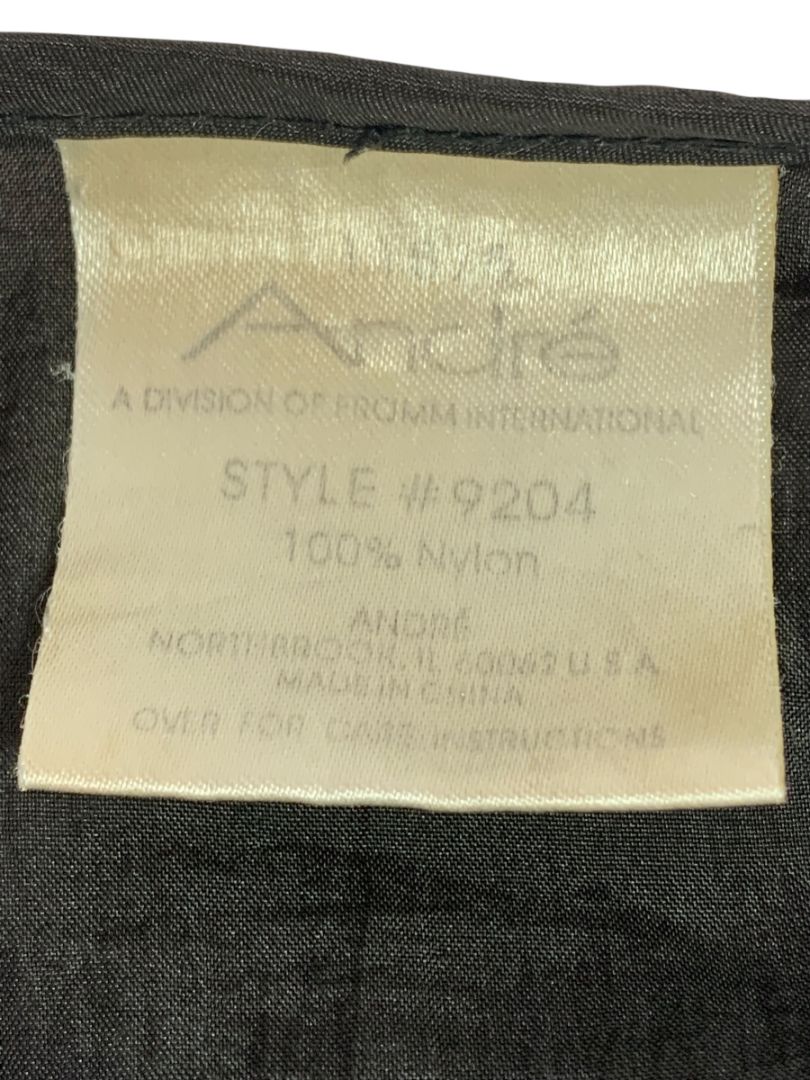 André
A DIVISION OF FROMM INTERNATIONAL
STYLE #9204
100% Nylon
ANDRÉ
NORTHBROOK, IL 60062 U S A
MADE IN CHINA
OVER FOR CARE INSTRUCTIONS